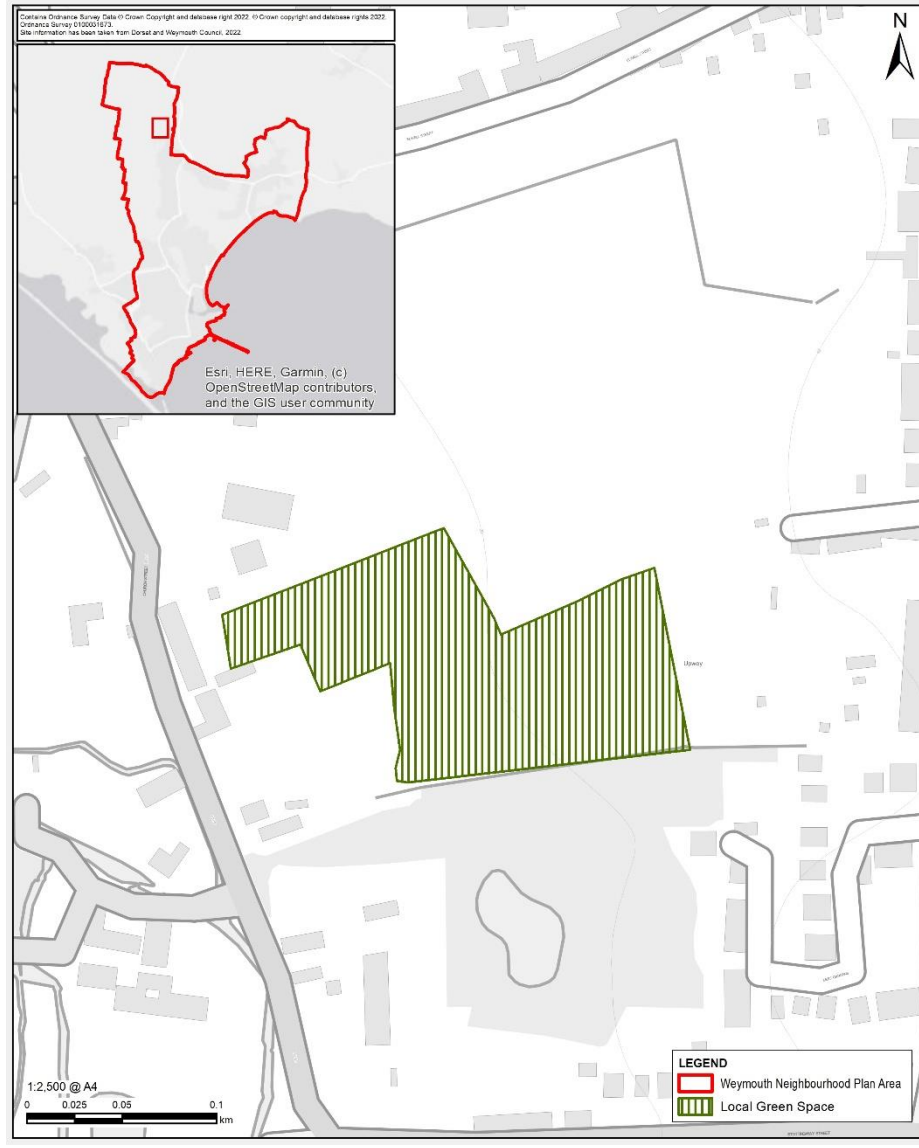 Contains Ordnance Survey Data © Crown Copyright and database right 2022. © Crown copyright and database rights 2022.
Ordnance Survey 0100031673.
Site information has been taken from Dorset and Weymouth Council, 2022
N
Esri, HERE, Garmin, (c)
OpenStreetMap contributors,
and the GIS user community
Upwey
1:2,500 @ A4
0 0.025 0.05 0.1
km
LEGEND
Weymouth Neighbourhood Plan Area
Local Green Space